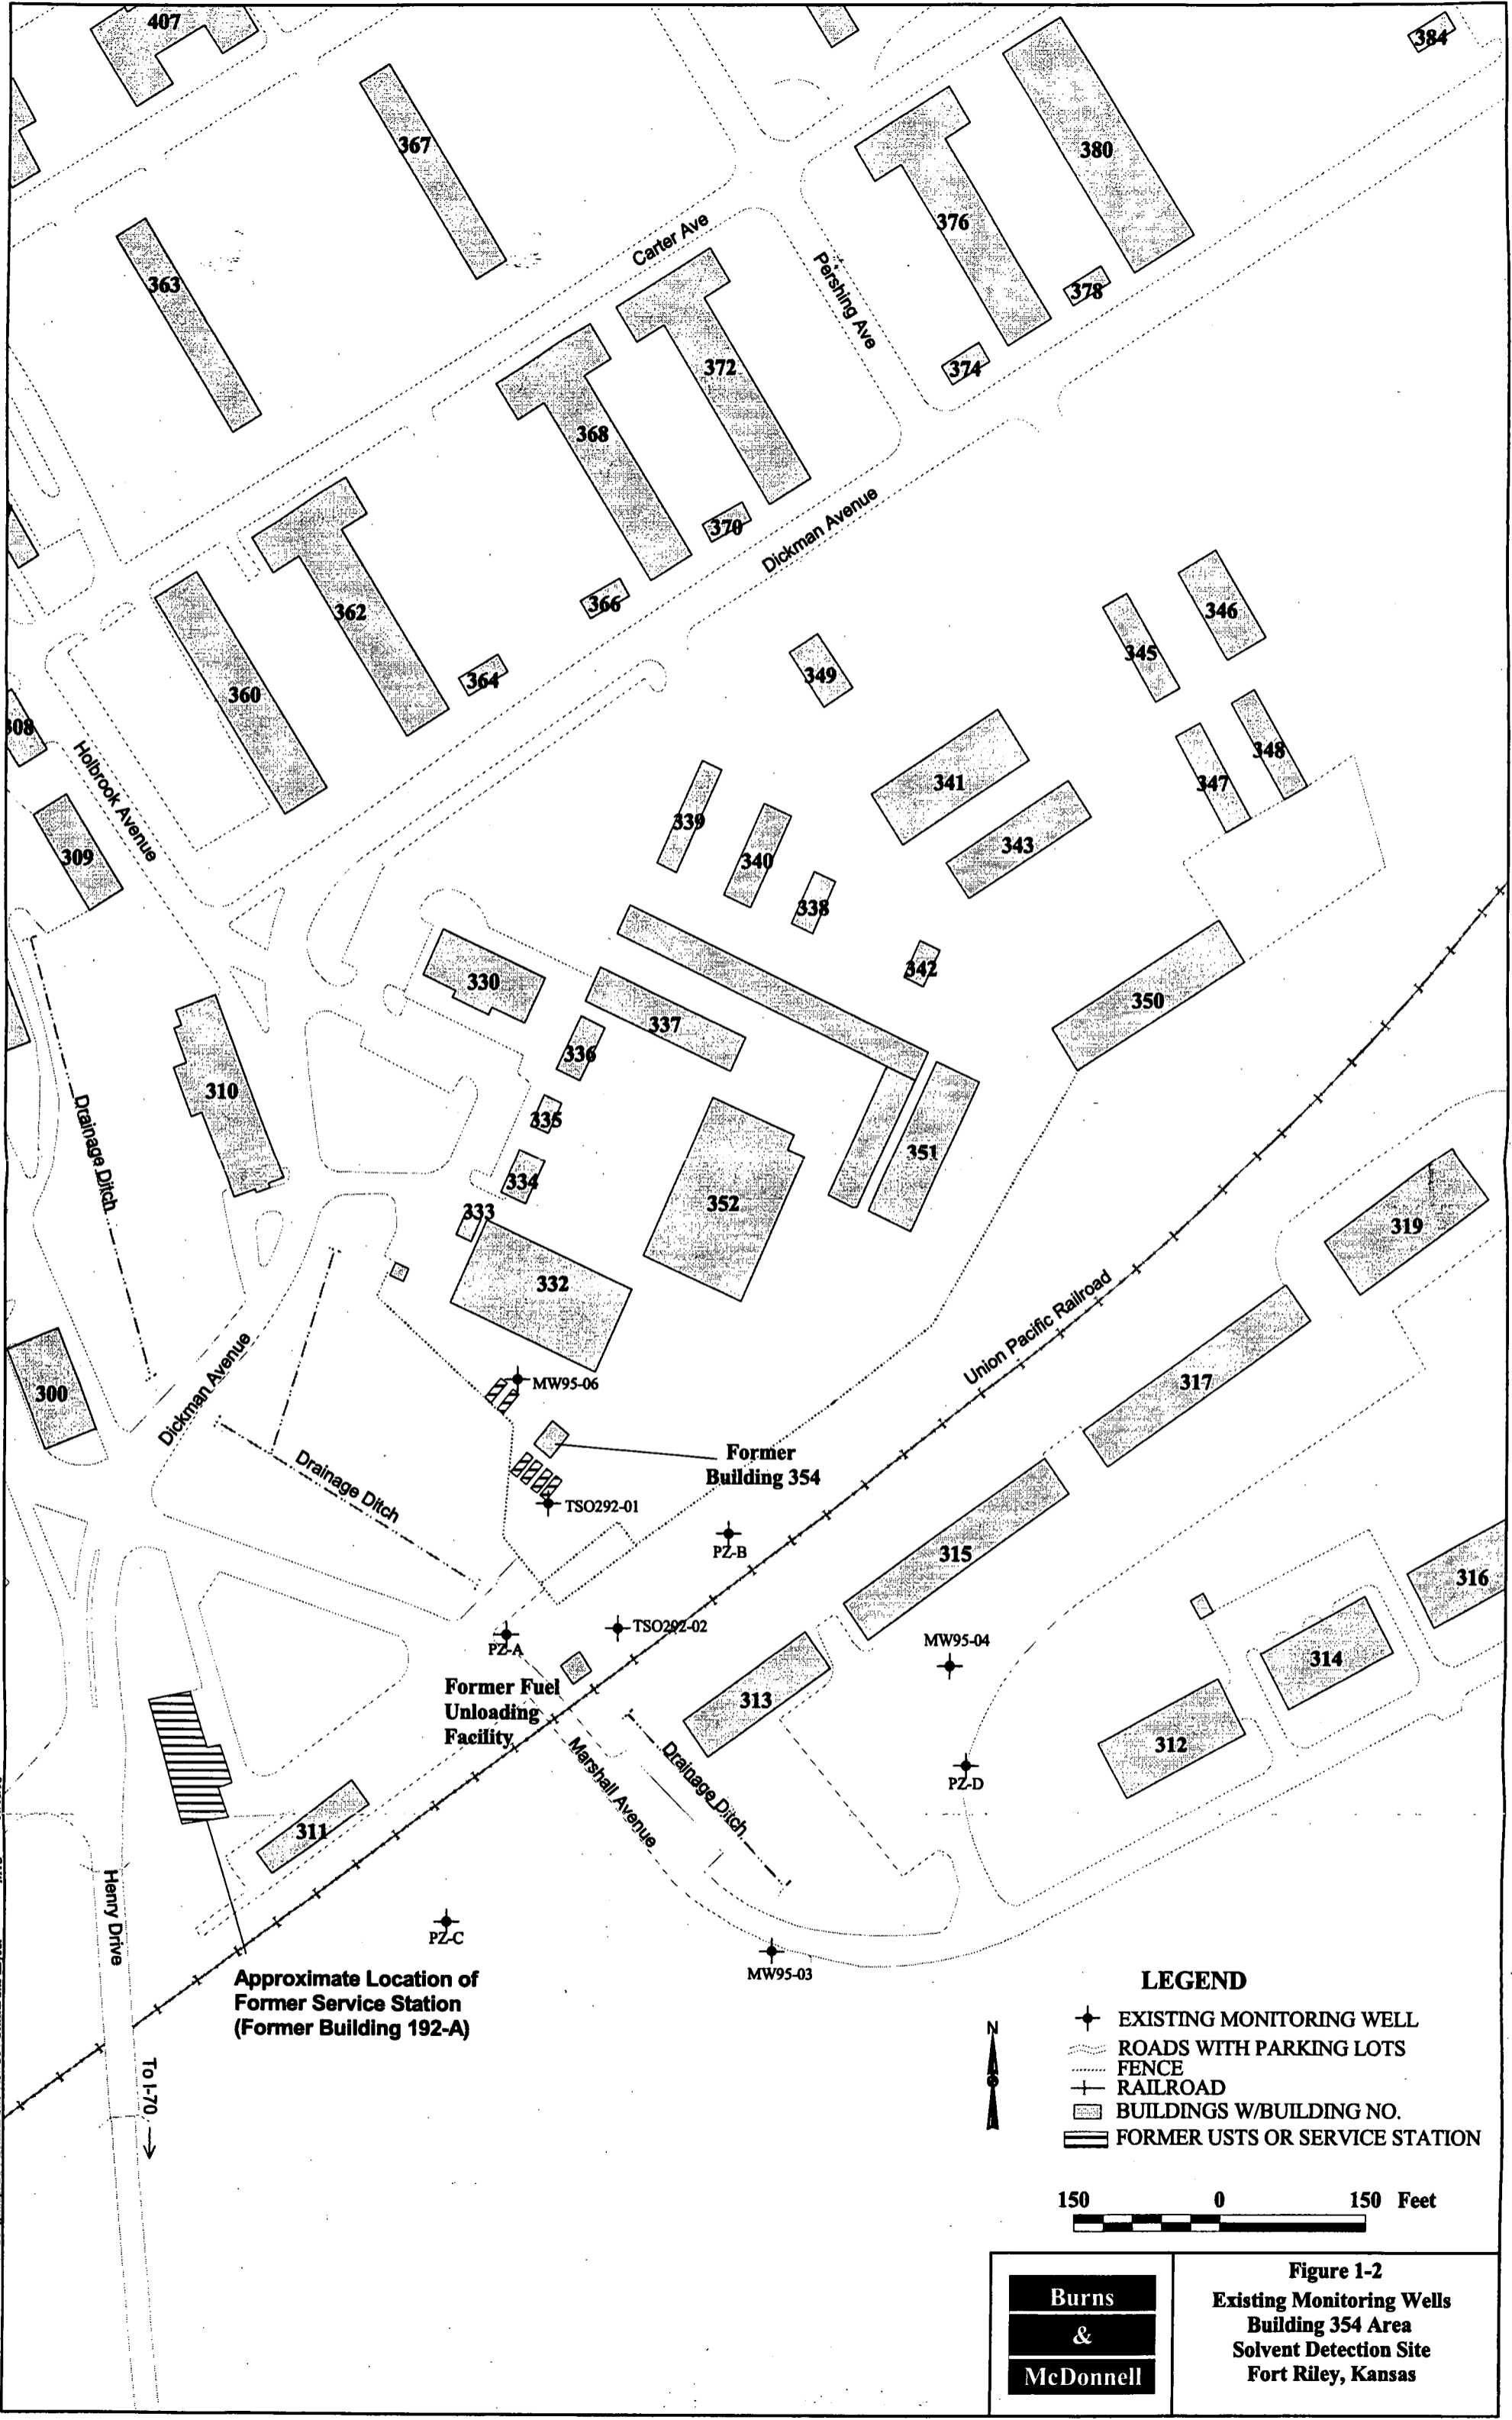 407
384
367
380
376
Carter Ave
363
Pershing Ave
378
372
374
368
370
Dickman Avenue
366
362
346
345
349
364
360
308
Holbrook Avenue
348
341
347
339
343
309
340
338
342
330
350
337
336
310
335
Drainage Ditch
351
334
352
333
319
332
Union Pacific Railroad
317
300
MW95-06
Dickman Avenue
Former
Building 354
Drainage Ditch
TSO292-01
PZ-B
315
316
TSO292-02
PZ-A
MW95-04
314
Former Fuel
Unloading
Facility
313
312
Marshall Avenue
Drainage Ditch
PZ-D
311
Henry Drive
PZ-C
MW95-03
Approximate Location of
Former Service Station
(Former Building 192-A)
To I-70
N
LEGEND
EXISTING MONITORING WELL
ROADS WITH PARKING LOTS
FENCE
RAILROAD
BUILDINGS W/BUILDING NO.
FORMER USTS OR SERVICE STATION
150 0 150 Feet
Burns
&
McDonnell
Figure 1-2
Existing Monitoring Wells
Building 354 Area
Solvent Detection Site
Fort Riley, Kansas